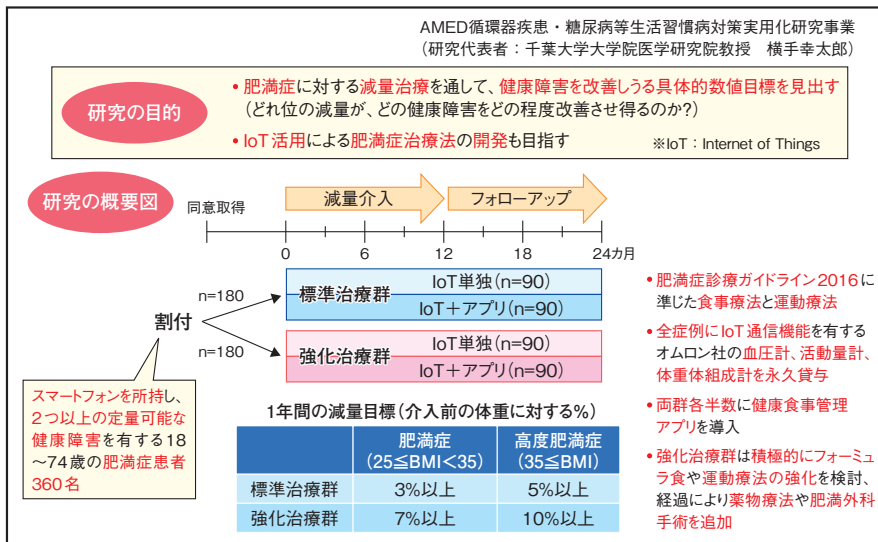 AMED循環器疾患・糖尿病等生活習慣病対策実用化研究事業
(研究代表者：千葉大学大学院医学研究院教授　横手幸太郎)
研究の目的
• 肥満症に対する減量治療を通して、健康障害を改善しうる具体的数値目標を見出す
(どれ位の減量が、どの健康障害をどの程度改善させ得るのか?)
• IoT活用による肥満症治療法の開発も目指す
※IoT：Internet of Things
研究の概要図
減量介入
フォローアップ
同意取得
0
6
12
18
24カ月
n=180
n=180
割付
標準治療群
IoT単独(n=90)
IoT＋アプリ(n=90)
強化治療群
IoT単独(n=90)
IoT＋アプリ(n=90)
スマートフォンを所持し、
2つ以上の定量可能な
健康障害を有する18
～74歳の肥満症患者
360名
1年間の減量目標(介入前の体重に対する%)
肥満症
(25≦BMI＜35)
高度肥満症
(35≦BMI)
標準治療群 3%以上 5%以上
強化治療群 7%以上 10%以上
• 肥満症診療ガイドライン2016に
準じた食事療法と運動療法
• 全症例にIoT通信機能を有する
オムロン社の血圧計、活動量計、
体重体組成計を永久貸与
• 両群各半数に健康食事管理
アプリを導入
• 強化治療群は積極的にフォーミュ
ラ食や運動療法の強化を検討、
経過により薬物療法や肥満外科
手術を追加